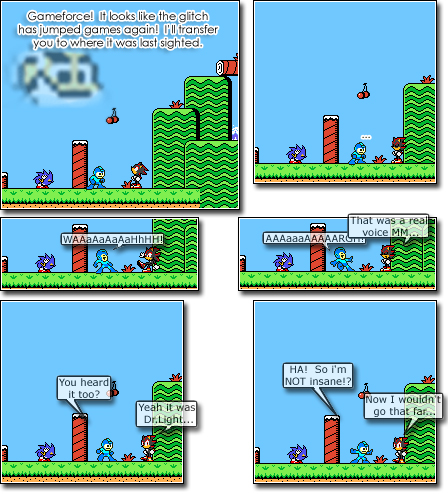 Gameforce! It looks like the glitch
has jumped games again! I'll transfer
you to where it was last sighted.
...
WAAaAaAaAaHhHH!
AAAaaaAAAAAARGH!
That was a real
voice MM...
You heard
it too?
Yeah it was
Dr.Light...
HA! So i'm
NOT insane!?
Now I wouldn't
go that far...